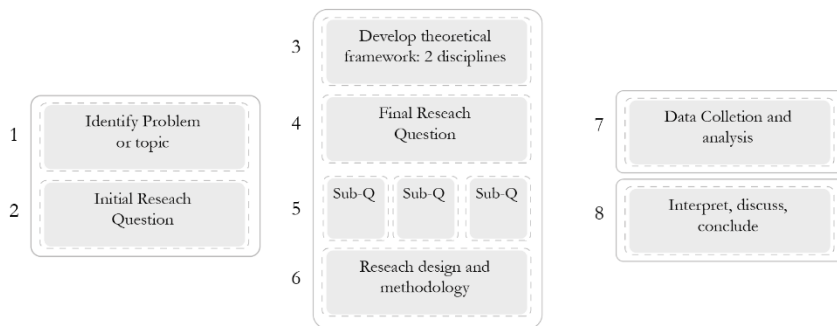 1
Identify Problem
or topic
2
Initial Reseach
Question
3
Develop theoretical
framework: 2 disciplines
4
Final Reseach
Question
5
Sub-Q Sub-Q Sub-Q
6
Reseach design and
methodology
7
Data Colletion and
analysis
8
Interpret, discuss,
conclude